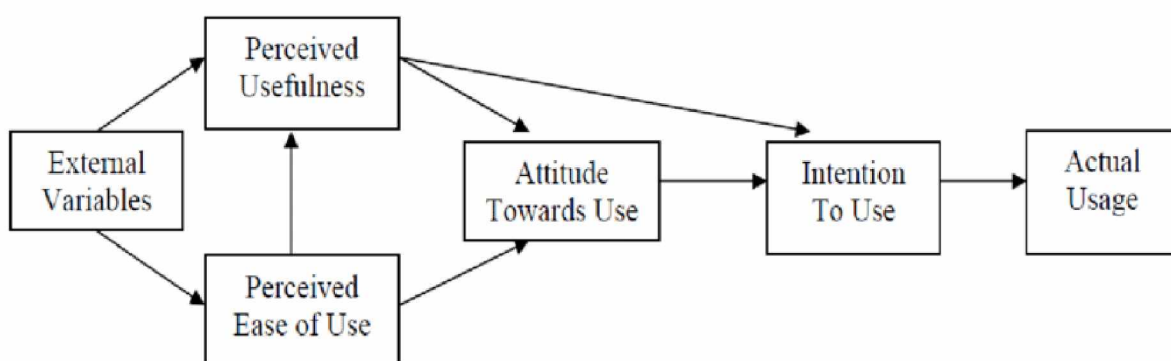 Perceived
Usefulness
External
Variables
Perceived
Ease of Use
Attitude
Towards Use
Intention
To Use
Actual
Usage